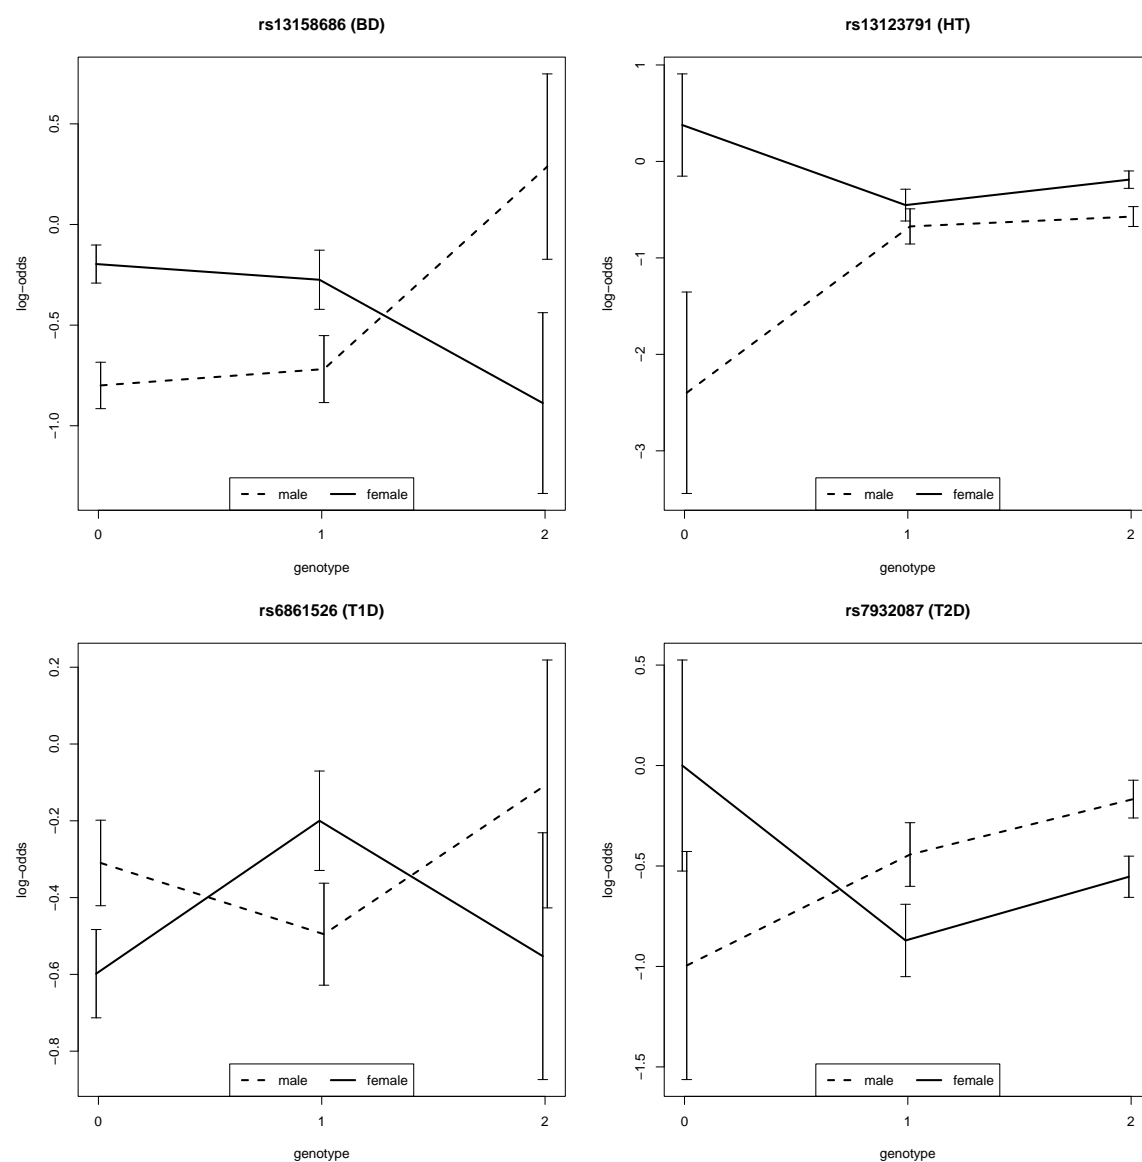 rs13158686 (BD)
log−odds
0.5
0.0
−0.5
−1.0
male
female
0
1
2
genotype
rs13123791 (HT)
log−odds
1
0
−1
−2
−3
male
female
0
1
2
genotype
rs6861526 (T1D)
log−odds
0.2
0.0
−0.2
−0.4
−0.6
−0.8
male
female
0
1
2
genotype
rs7932087 (T2D)
log−odds
0.5
0.0
−0.5
−1.0
−1.5
male
female
0
1
2
genotype